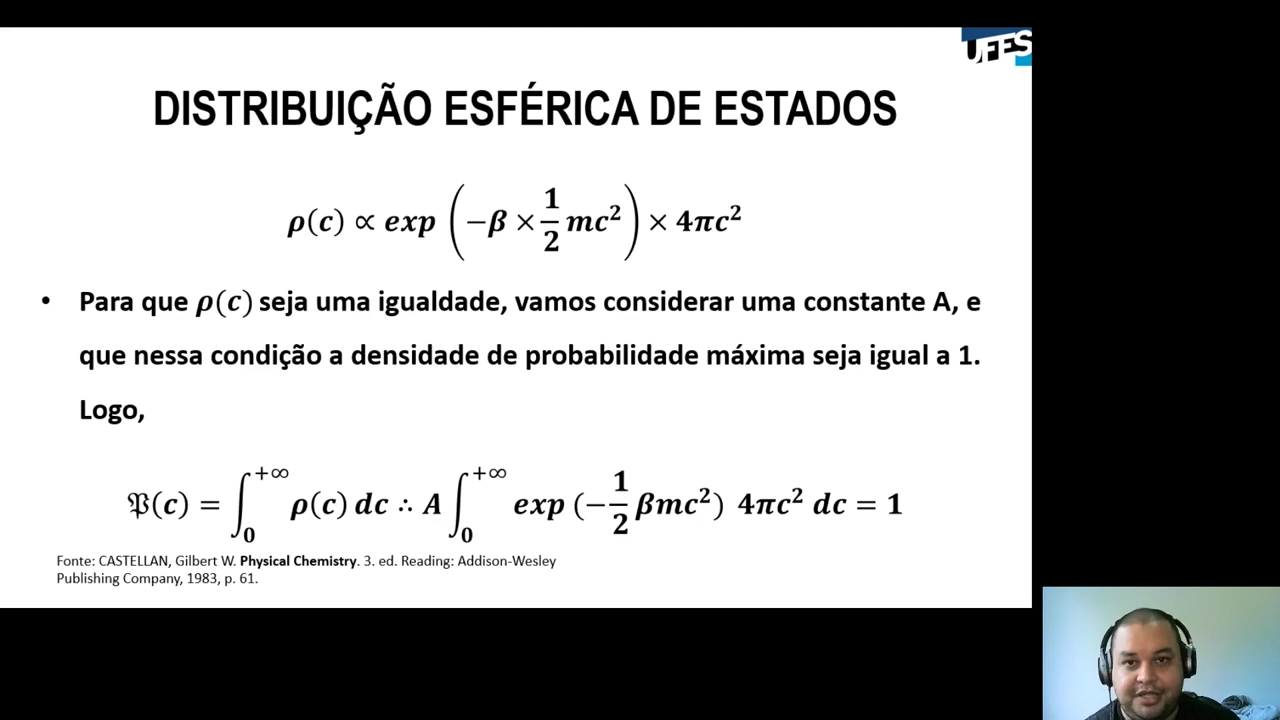 UFES
DISTRIBUIÇÃO ESFÉRICA DE ESTADOS
ρ(c) ∝ exp (−β × 1/2 mc²) × 4πc²
• Para que ρ(c) seja uma igualdade, vamos considerar uma constante A, e
que nessa condição a densidade de probabilidade máxima seja igual a 1.
Logo,
𝔓(c) = ∫₀^{+∞} ρ(c) dc ∴ A ∫₀^{+∞} exp (−1/2 βmc²) 4πc² dc = 1
Fonte: CASTELLAN, Gilbert W. Physical Chemistry. 3. ed. Reading: Addison-Wesley
Publishing Company, 1983, p. 61.